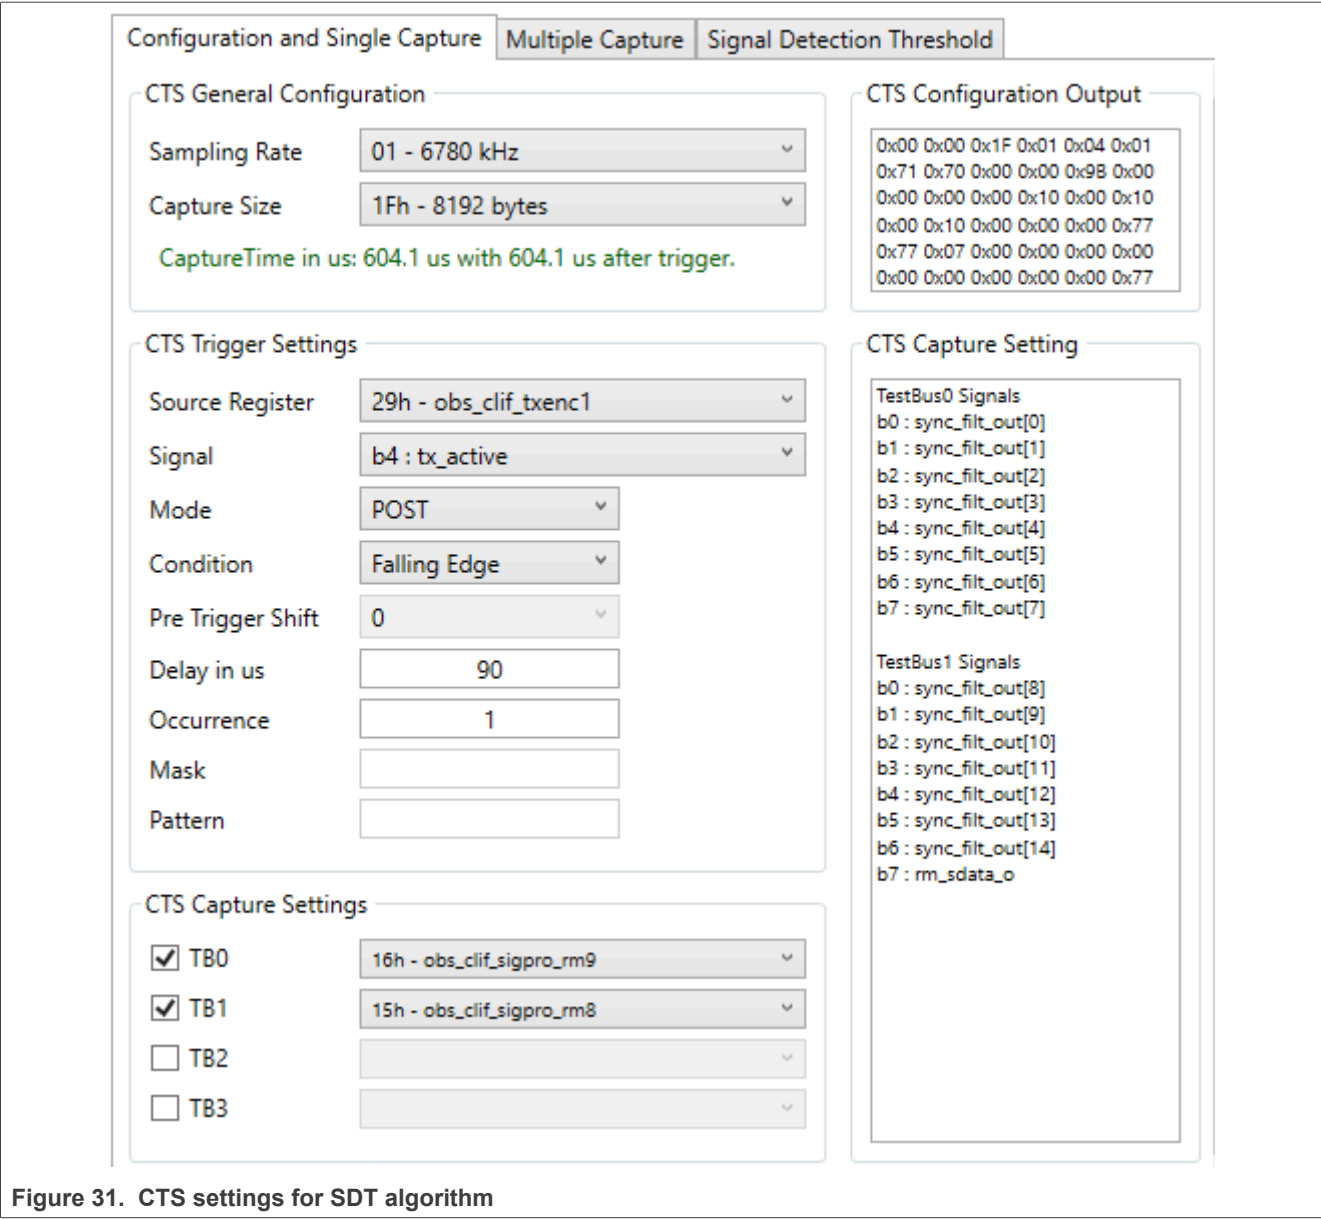 Configuration and Single Capture
Multiple Capture
Signal Detection Threshold
CTS General Configuration
Sampling Rate
01 - 6780 kHz
Capture Size
1Fh - 8192 bytes
CaptureTime in us: 604.1 us with 604.1 us after trigger.
CTS Configuration Output
0x00 0x00 0x1F 0x01 0x04 0x01
0x71 0x70 0x00 0x00 0x9B 0x00
0x00 0x00 0x00 0x10 0x00 0x10
0x00 0x10 0x00 0x00 0x00 0x77
0x77 0x07 0x00 0x00 0x00 0x00
0x00 0x00 0x00 0x00 0x00 0x77
CTS Trigger Settings
Source Register
29h - obs_clif_txenc1
Signal
b4 : tx_active
Mode
POST
Condition
Falling Edge
Pre Trigger Shift
0
Delay in us
90
Occurrence
1
Mask
Pattern
CTS Capture Setting
TestBus0 Signals
b0 : sync_filt_out[0]
b1 : sync_filt_out[1]
b2 : sync_filt_out[2]
b3 : sync_filt_out[3]
b4 : sync_filt_out[4]
b5 : sync_filt_out[5]
b6 : sync_filt_out[6]
b7 : sync_filt_out[7]
TestBus1 Signals
b0 : sync_filt_out[8]
b1 : sync_filt_out[9]
b2 : sync_filt_out[10]
b3 : sync_filt_out[11]
b4 : sync_filt_out[12]
b5 : sync_filt_out[13]
b6 : sync_filt_out[14]
b7 : rm_sdata_o
CTS Capture Settings
TB0
16h - obs_clif_sigpro_rm9
TB1
15h - obs_clif_sigpro_rm8
TB2
TB3
Figure 31. CTS settings for SDT algorithm